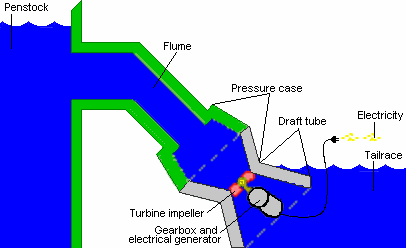 Penstock
Flume
Pressure case
Draft tube
Electricity
Tailrace
Turbine impeller
Gearbox and
electrical generator